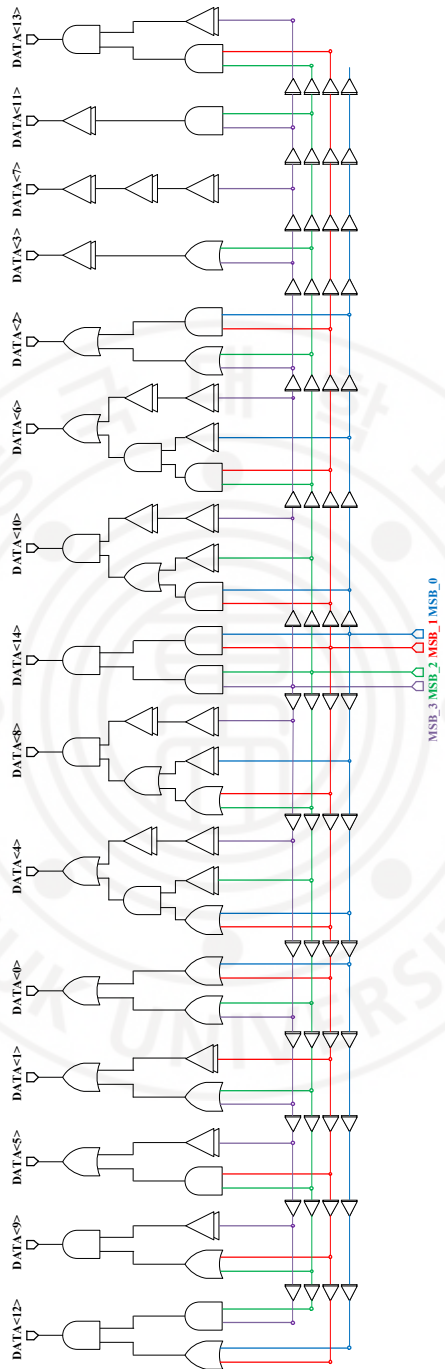 DATA<13>
DATA<11>
DATA<7>
DATA<3>
DATA<2>
DATA<6>
DATA<10>
DATA<14>
DATA<8>
DATA<4>
DATA<0>
DATA<1>
DATA<5>
DATA<9>
DATA<12>
MSB_3 MSB_2 MSB_1 MSB_0